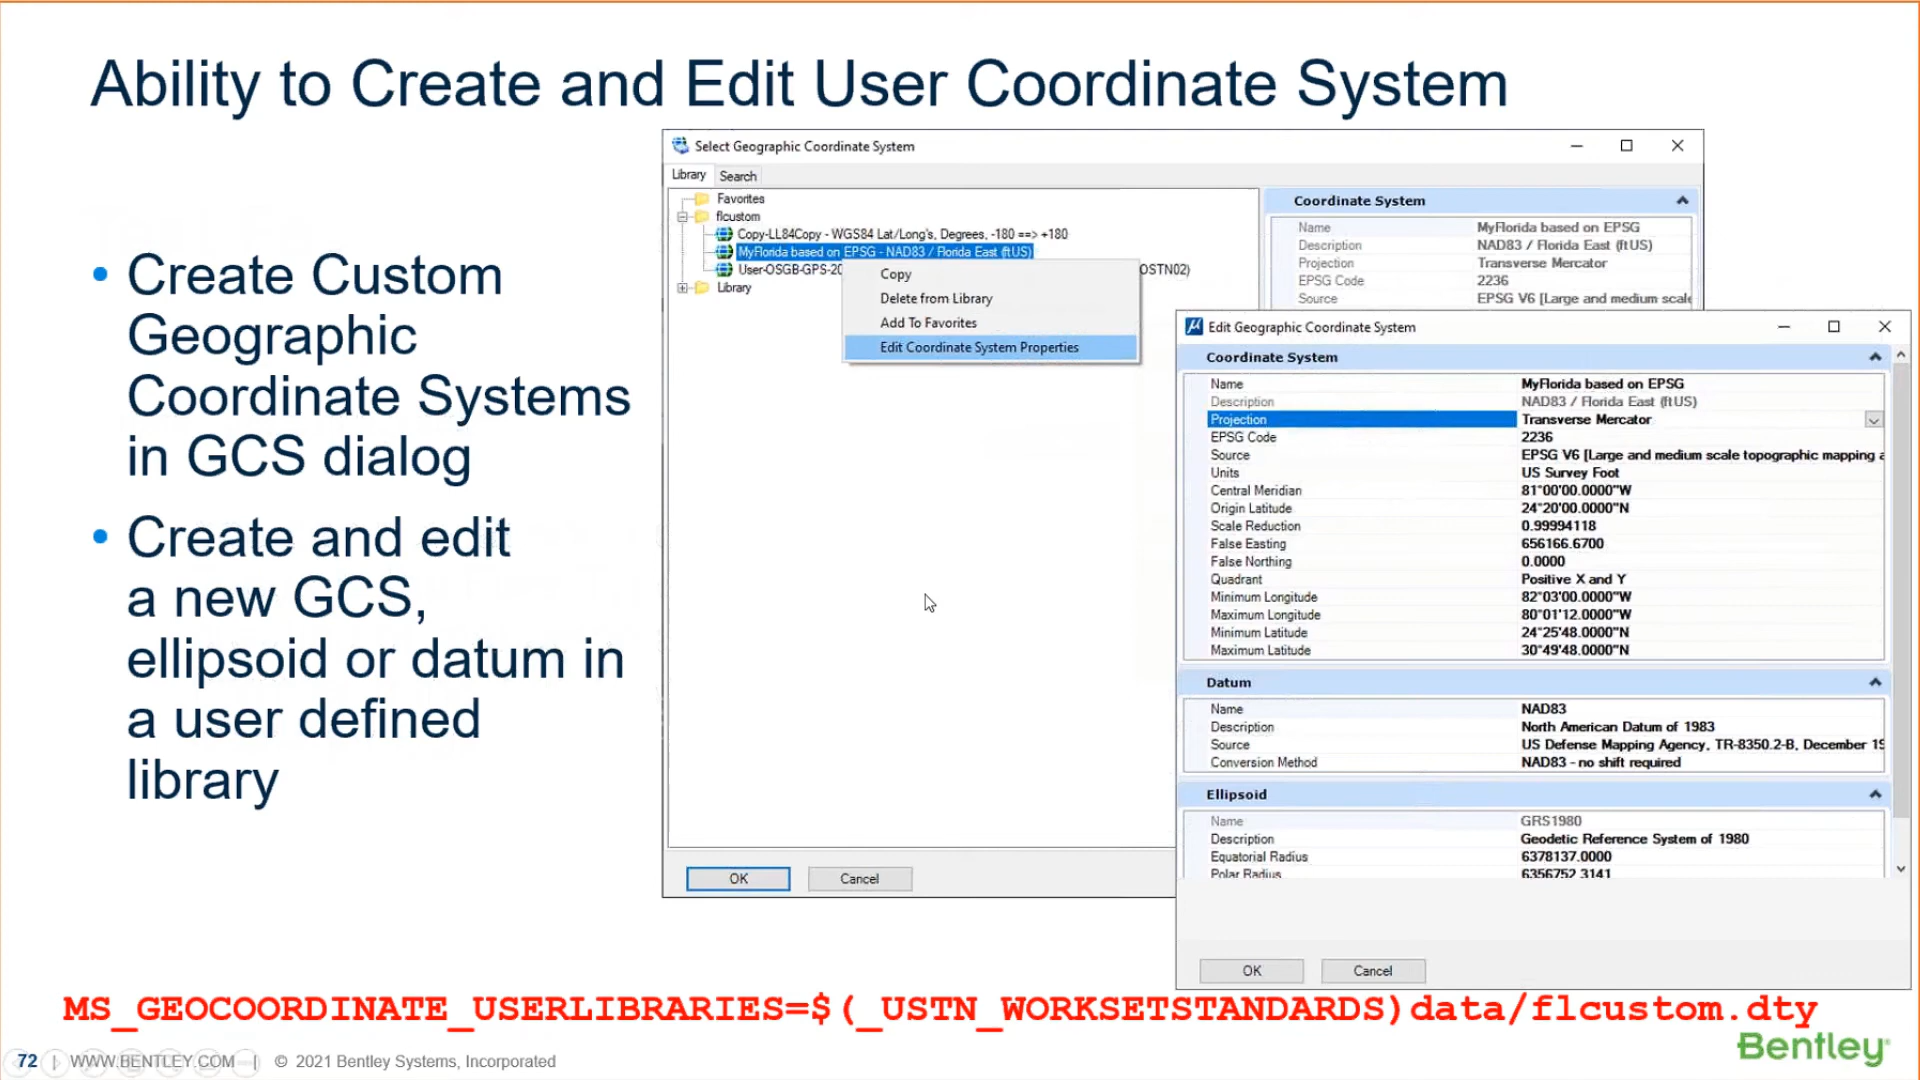 Ability to Create and Edit User Coordinate System
• Create Custom
Geographic
Coordinate Systems
in GCS dialog
• Create and edit
a new GCS,
ellipsoid or datum in
a user defined
library
Select Geographic Coordinate System
Library Search
Favorites
flcustom
Copy-LL84Copy - WGS84 Lat/Long's, Degrees, -180 ==> +180
MyFlorida based on EPSG - NAD83 / Florida East (ftUS)
User-OSGB-GPS-20 OSTN02)
Library
Copy
Delete from Library
Add To Favorites
Edit Coordinate System Properties
Coordinate System
Name MyFlorida based on EPSG
Description NAD83 / Florida East (ftUS)
Projection Transverse Mercator
EPSG Code 2236
Source EPSG V6 [Large and medium scale
OK Cancel
Edit Geographic Coordinate System
Coordinate System
Name MyFlorida based on EPSG
Description NAD83 / Florida East (ftUS)
Projection Transverse Mercator
EPSG Code 2236
Source EPSG V6 [Large and medium scale topographic mapping a
Units US Survey Foot
Central Meridian 81°00'00.0000"W
Origin Latitude 24°20'00.0000"N
Scale Reduction 0.99994118
False Easting 656166.6700
False Northing 0.0000
Quadrant Positive X and Y
Minimum Longitude 82°03'00.0000"W
Maximum Longitude 80°01'12.0000"W
Minimum Latitude 24°25'48.0000"N
Maximum Latitude 30°49'48.0000"N
Datum
Name NAD83
Description North American Datum of 1983
Source US Defense Mapping Agency, TR-8350.2-B, December 19
Conversion Method NAD83 - no shift required
Ellipsoid
Name GRS1980
Description Geodetic Reference System of 1980
Equatorial Radius 6378137.0000
Polar Radius 6356752.3141
OK Cancel
MS_GEOCOORDINATE_USERLIBRARIES=$(_USTN_WORKSETSTANDARDS)data/flcustom.dty
72 | WWW.BENTLEY.COM | © 2021 Bentley Systems, Incorporated
Bentley